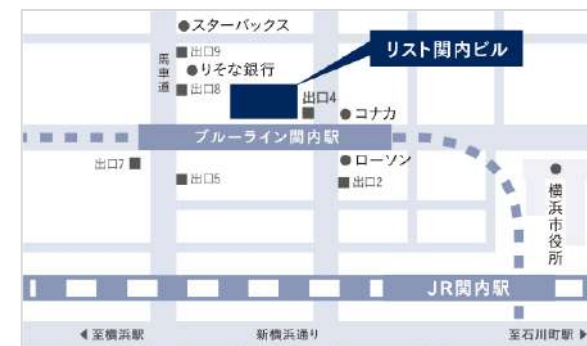 スターバックス
馬車道
出口9
りそな銀行
出口8
リスト関内ビル
出口4
コナカ
ブルーライン関内駅
出口7
出口5
ローソン
出口2
横浜市役所
JR関内駅
◀至横浜駅
新横浜通り
至石川町駅▶